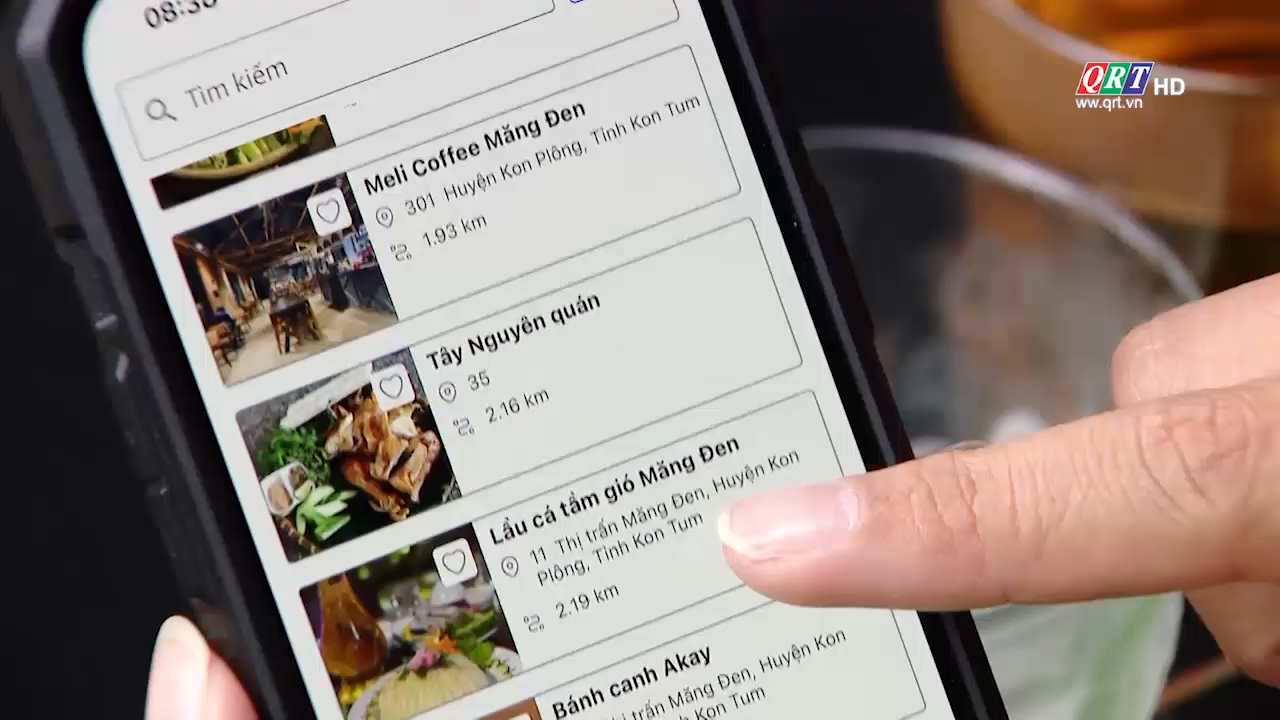 08:38
Tìm kiếm
QRT HD
www.qrt.vn
Meli Coffee Măng Đen
301 Huyện Kon Plông, Tỉnh Kon Tum
1.93 km
Tây Nguyên quán
35
2.16 km
Lẩu cá tầm gió Măng Đen
11 Thị trấn Măng Đen, Huyện Kon
Plông, Tỉnh Kon Tum
2.19 km
Bánh canh Akay
trấn Măng Đen, Huyện Kon
Kon Tum